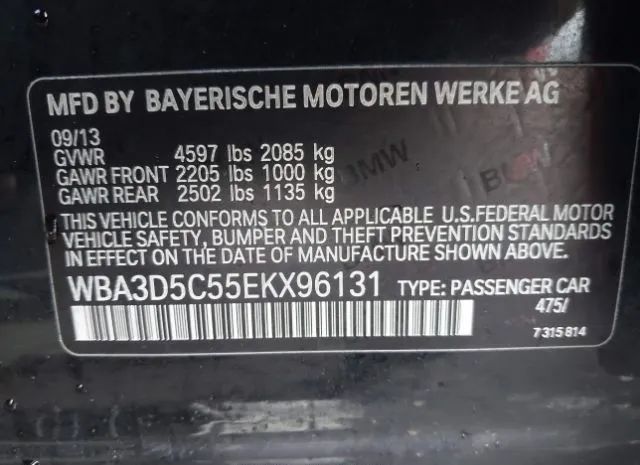 MFD BY BAYERISCHE MOTOREN WERKE AG
09/13
GVWR 4597 lbs 2085 kg
GAWR FRONT 2205 lbs 1000 kg
GAWR REAR 2502 lbs 1135 kg
THIS VEHICLE CONFORMS TO ALL APPLICABLE U.S.FEDERAL MOTOR
VEHICLE SAFETY, BUMPER AND THEFT PREVENTION STANDARDS
IN EFFECT ON THE DATE OF MANUFACTURE SHOWN ABOVE.
WBA3D5C55EKX96131 TYPE: PASSENGER CAR
475/
7315814
BMW
BMW